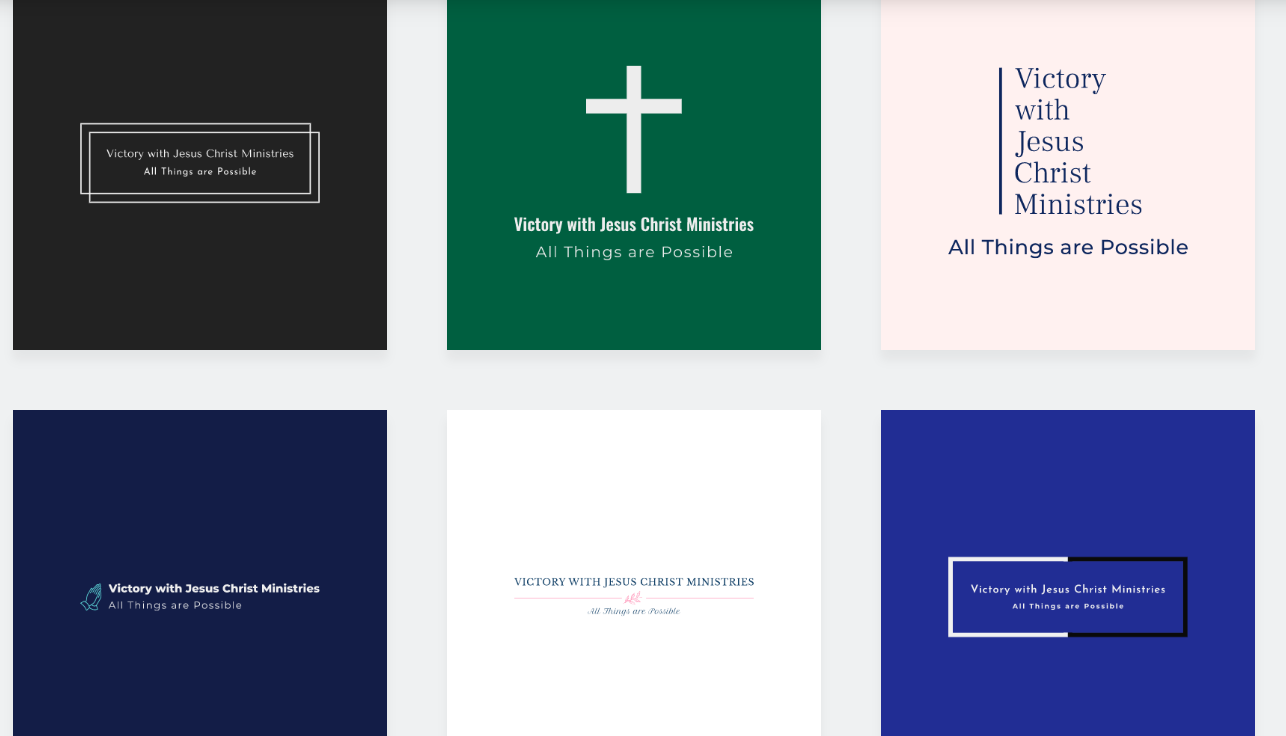 Victory with Jesus Christ Ministries
All Things are Possible
Victory with Jesus Christ Ministries
All Things are Possible
Victory
with
Jesus
Christ
Ministries
All Things are Possible
Victory with Jesus Christ Ministries
All Things are Possible
VICTORY WITH JESUS CHRIST MINISTRIES
All Things are Possible
Victory with Jesus Christ Ministries
All Things are Possible